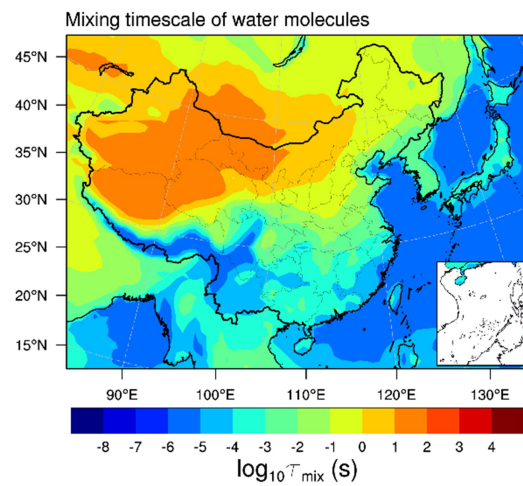 Mixing timescale of water molecules
45°N
40°N
35°N
30°N
25°N
20°N
15°N
90°E 100°E 110°E 120°E 130°E
-8 -7 -6 -5 -4 -3 -2 -1 0 1 2 3 4
log₁₀τₘᵢₓ (s)